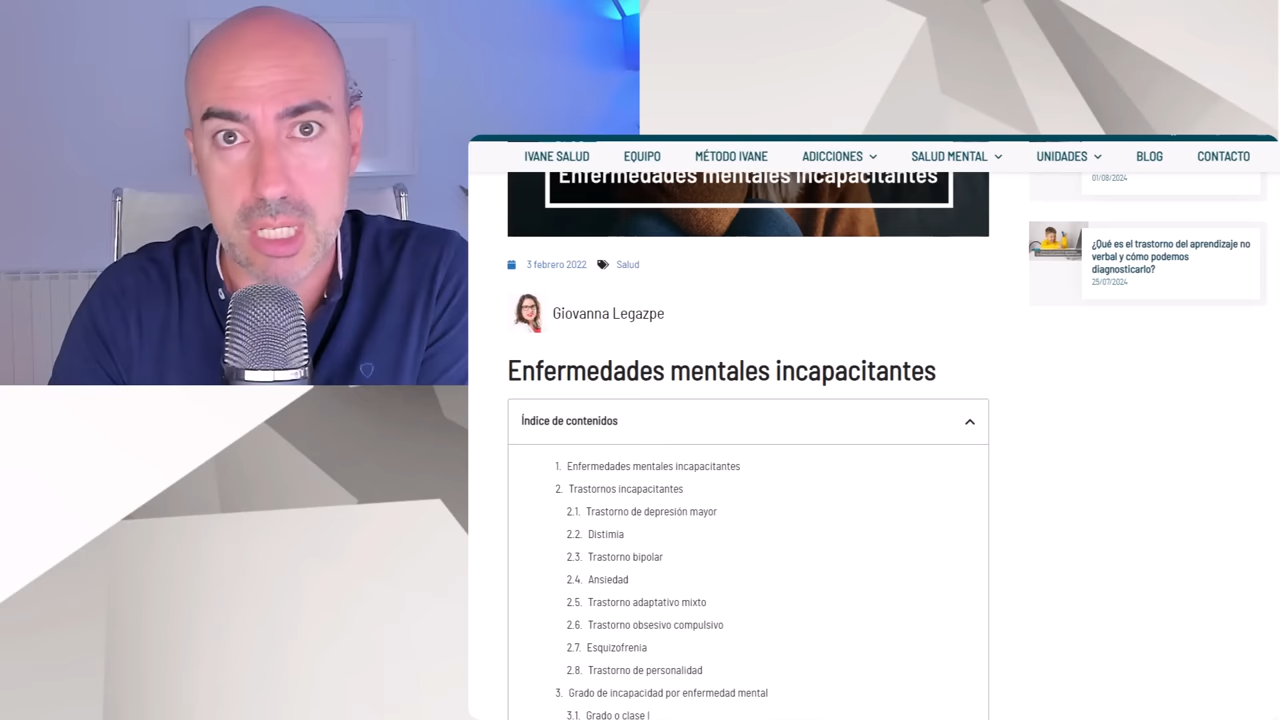 IVANE SALUD EQUIPO MÉTODO IVANE ADICCIONES SALUD MENTAL UNIDADES BLOG CONTACTO
Enfermedades mentales incapacitantes
01/08/2024
¿Qué es el trastorno del aprendizaje no
verbal y cómo podemos
diagnosticarlo?
25/07/2024
3 febrero 2022 Salud
Giovanna Legazpe
Enfermedades mentales incapacitantes
Índice de contenidos
1. Enfermedades mentales incapacitantes
2. Trastornos incapacitantes
2.1. Trastorno de depresión mayor
2.2. Distimia
2.3. Trastorno bipolar
2.4. Ansiedad
2.5. Trastorno adaptativo mixto
2.6. Trastorno obsesivo compulsivo
2.7. Esquizofrenia
2.8. Trastorno de personalidad
3. Grado de incapacidad por enfermedad mental
3.1. Grado o clase I